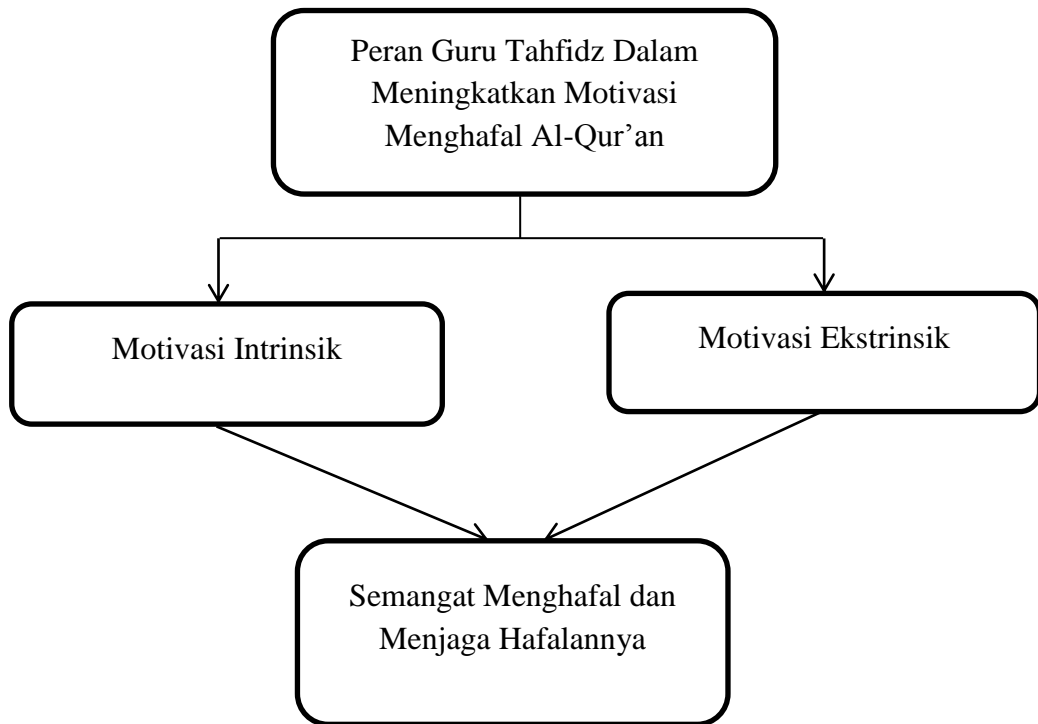 Peran Guru Tahfidz Dalam
Meningkatkan Motivasi
Menghafal Al-Qur’an
Motivasi Intrinsik
Motivasi Ekstrinsik
Semangat Menghafal dan
Menjaga Hafalannya